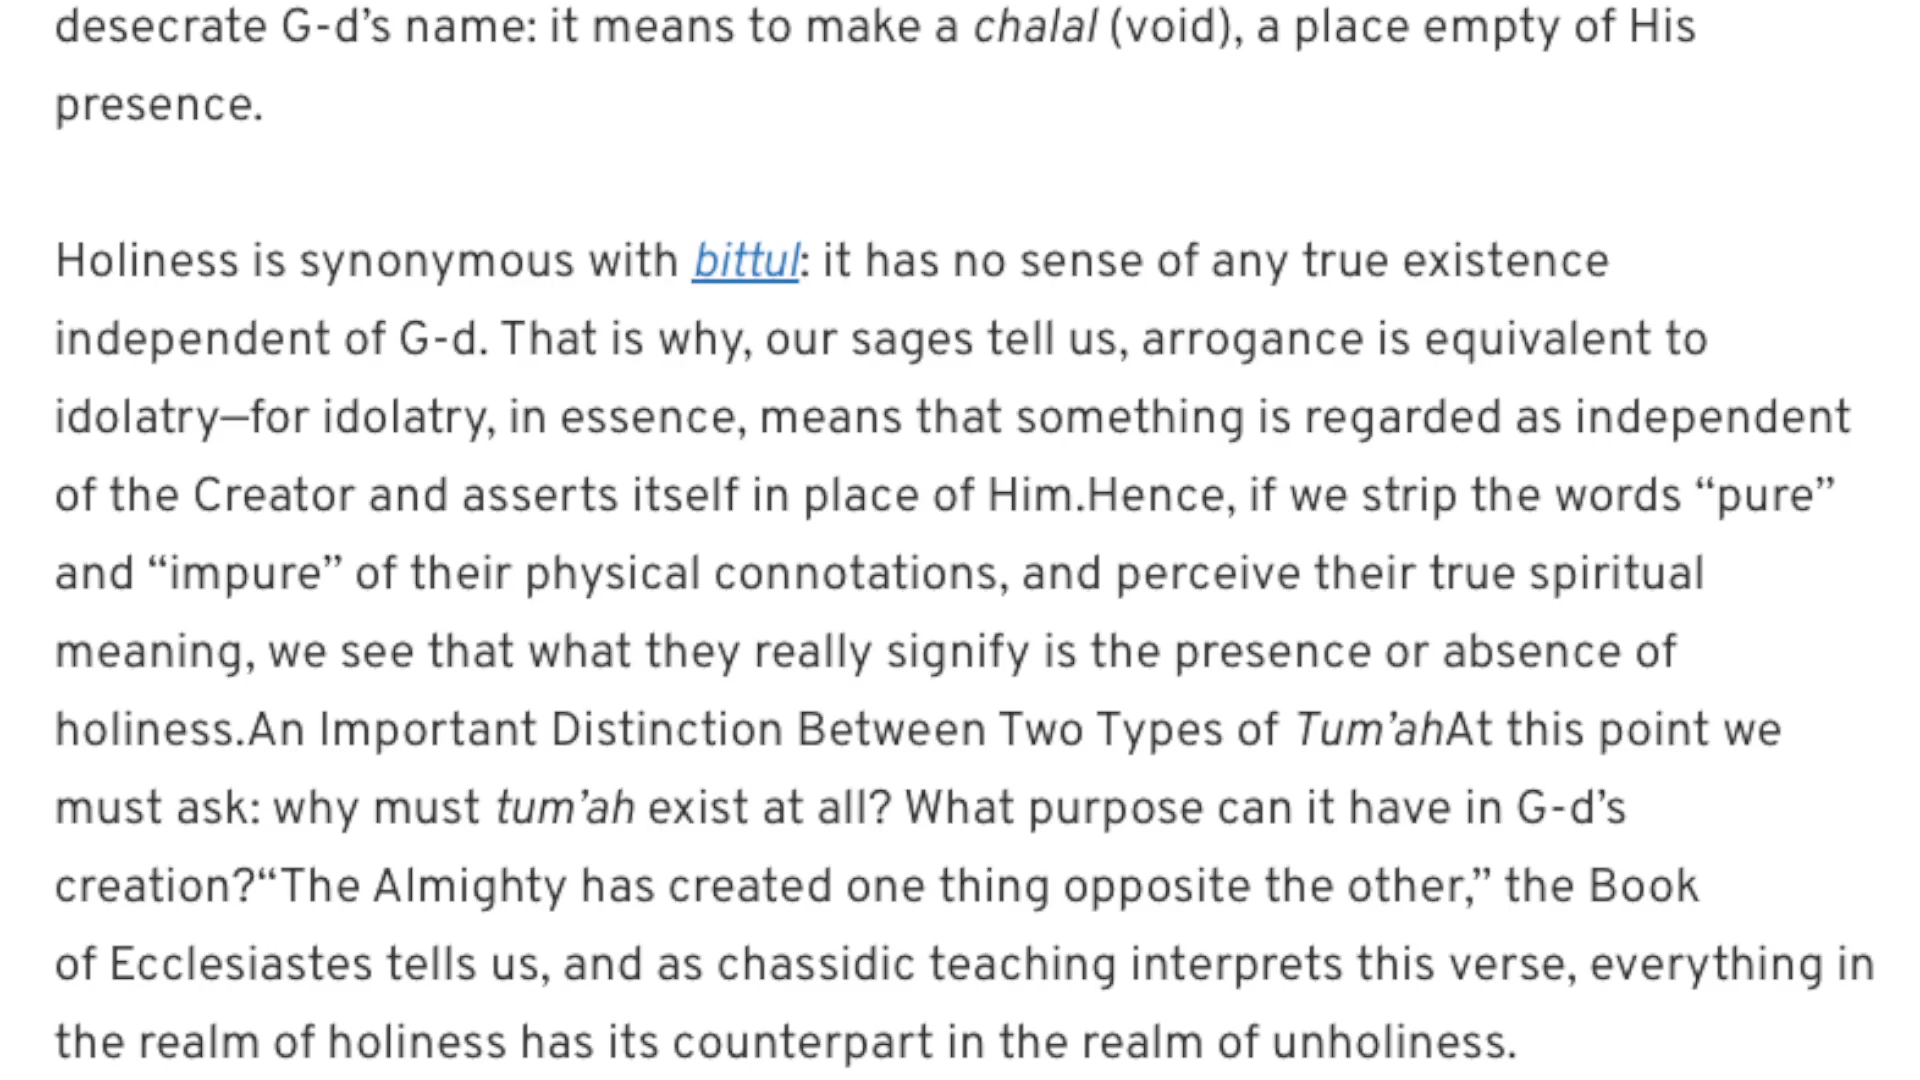 desecrate G-d’s name: it means to make a chalal (void), a place empty of His
presence.
Holiness is synonymous with bittul: it has no sense of any true existence
independent of G-d. That is why, our sages tell us, arrogance is equivalent to
idolatry—for idolatry, in essence, means that something is regarded as independent
of the Creator and asserts itself in place of Him.Hence, if we strip the words “pure”
and “impure” of their physical connotations, and perceive their true spiritual
meaning, we see that what they really signify is the presence or absence of
holiness.An Important Distinction Between Two Types of Tum’ahAt this point we
must ask: why must tum’ah exist at all? What purpose can it have in G-d’s
creation?“The Almighty has created one thing opposite the other,” the Book
of Ecclesiastes tells us, and as chassidic teaching interprets this verse, everything in
the realm of holiness has its counterpart in the realm of unholiness.